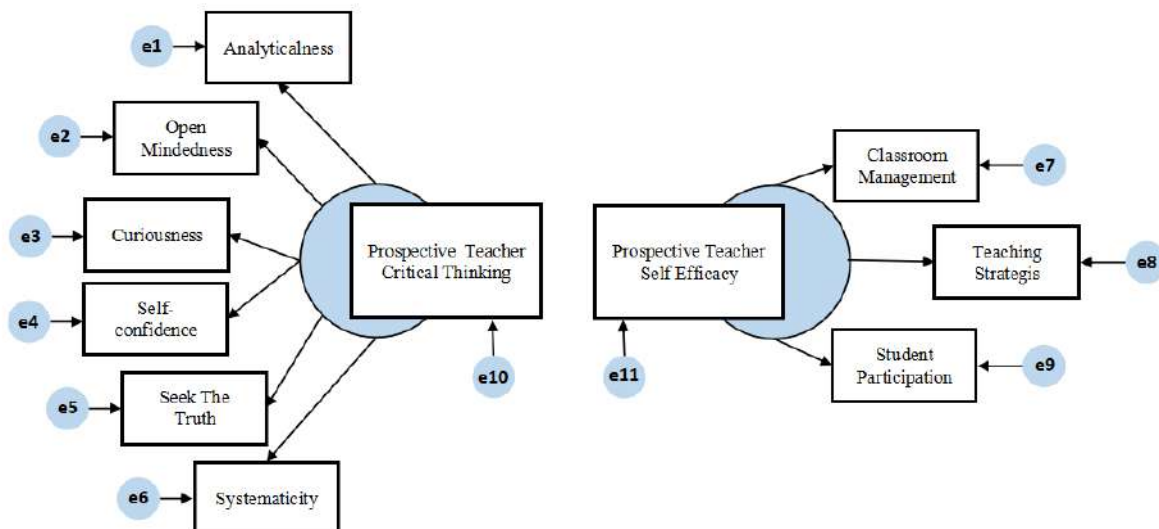 e1
Analyticalness
e2
Open
Mindedness
e3
Curiousness
e4
Self-
confidence
e5
Seek The
Truth
e6
Systematicity
Prospective Teacher
Critical Thinking
e10
Prospective Teacher
Self Efficacy
e11
Classroom
Management
e7
Teaching
Strategis
e8
Student
Participation
e9